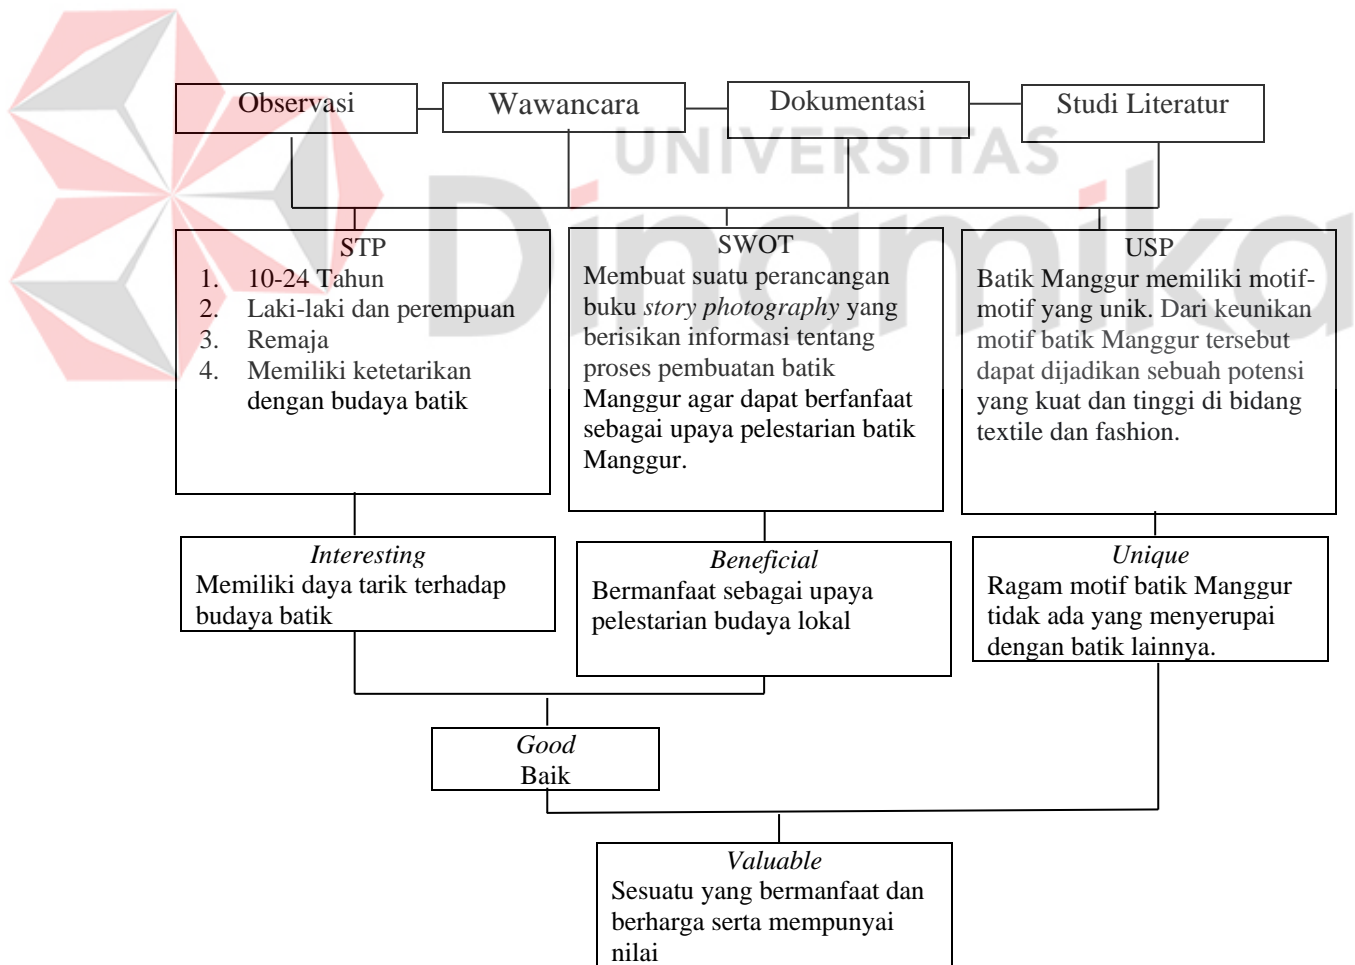 Observasi
Wawancara
Dokumentasi
Studi Literatur
UNIVERSITAS
Dinamika
STP
1. 10-24 Tahun
2. Laki-laki dan perempuan
3. Remaja
4. Memiliki ketetarikan
dengan budaya batik
SWOT
Membuat suatu perancangan
buku story photography yang
berisikan informasi tentang
proses pembuatan batik
Manggur agar dapat berfanfaat
sebagai upaya pelestarian batik
Manggur.
USP
Batik Manggur memiliki motif-
motif yang unik. Dari keunikan
motif batik Manggur tersebut
dapat dijadikan sebuah potensi
yang kuat dan tinggi di bidang
textile dan fashion.
Interesting
Memiliki daya tarik terhadap
budaya batik
Beneficial
Bermanfaat sebagai upaya
pelestarian budaya lokal
Unique
Ragam motif batik Manggur
tidak ada yang menyerupai
dengan batik lainnya.
Good
Baik
Valuable
Sesuatu yang bermanfaat dan
berharga serta mempunyai
nilai